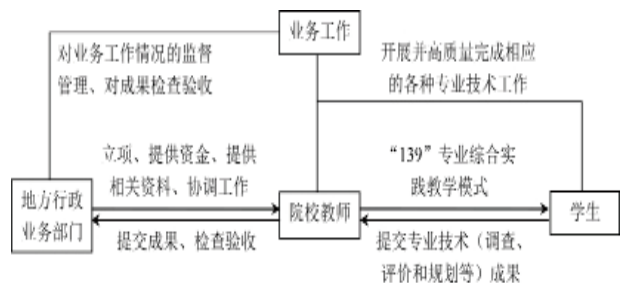 业务工作
对业务工作情况的监督
管理、对成果检查验收
开展并高质量完成相应
的各种专业技术工作
立项、提供资金、提供
相关资料、协调工作
“139”专业综合实
践教学模式
地方行政
业务部门
院校教师
学生
提交成果、检查验收
提交专业技术（调查、
评价和规划等）成果